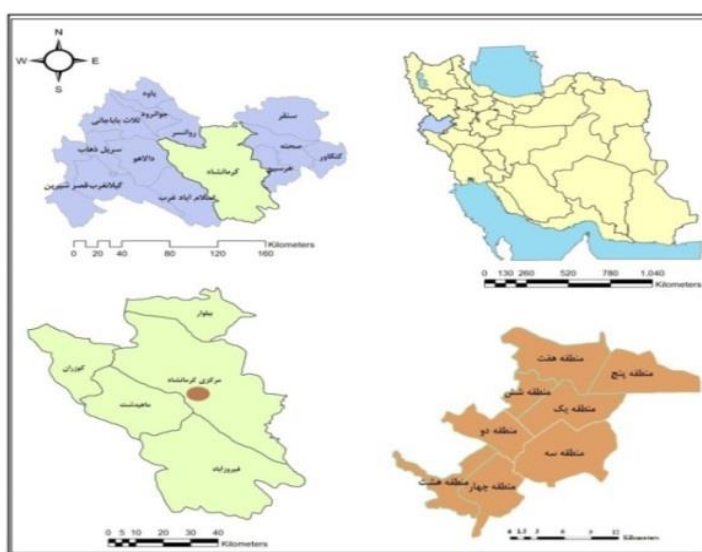 N
W E
S
پاوه
جوانرود
ثلاث باباجانی
روانسر
سنقر
سرپل ذهاب
دالاهو
کرمانشاه
صحنه
کنگاور
هرسین
گیلانغرب
قصر شیرین
اسلام آباد غرب
Kilometers
0 20 40 80 120 160
Kilometers
0 130 260 520 780 1,040
بیلوار
کوزران
مرکزی کرمانشاه
ماهیدشت
فیروزآباد
Kilometers
0 5 10 20 30 40
منطقه هفت
منطقه پنج
منطقه شش
منطقه یک
منطقه دو
منطقه سه
منطقه هشت
منطقه چهار